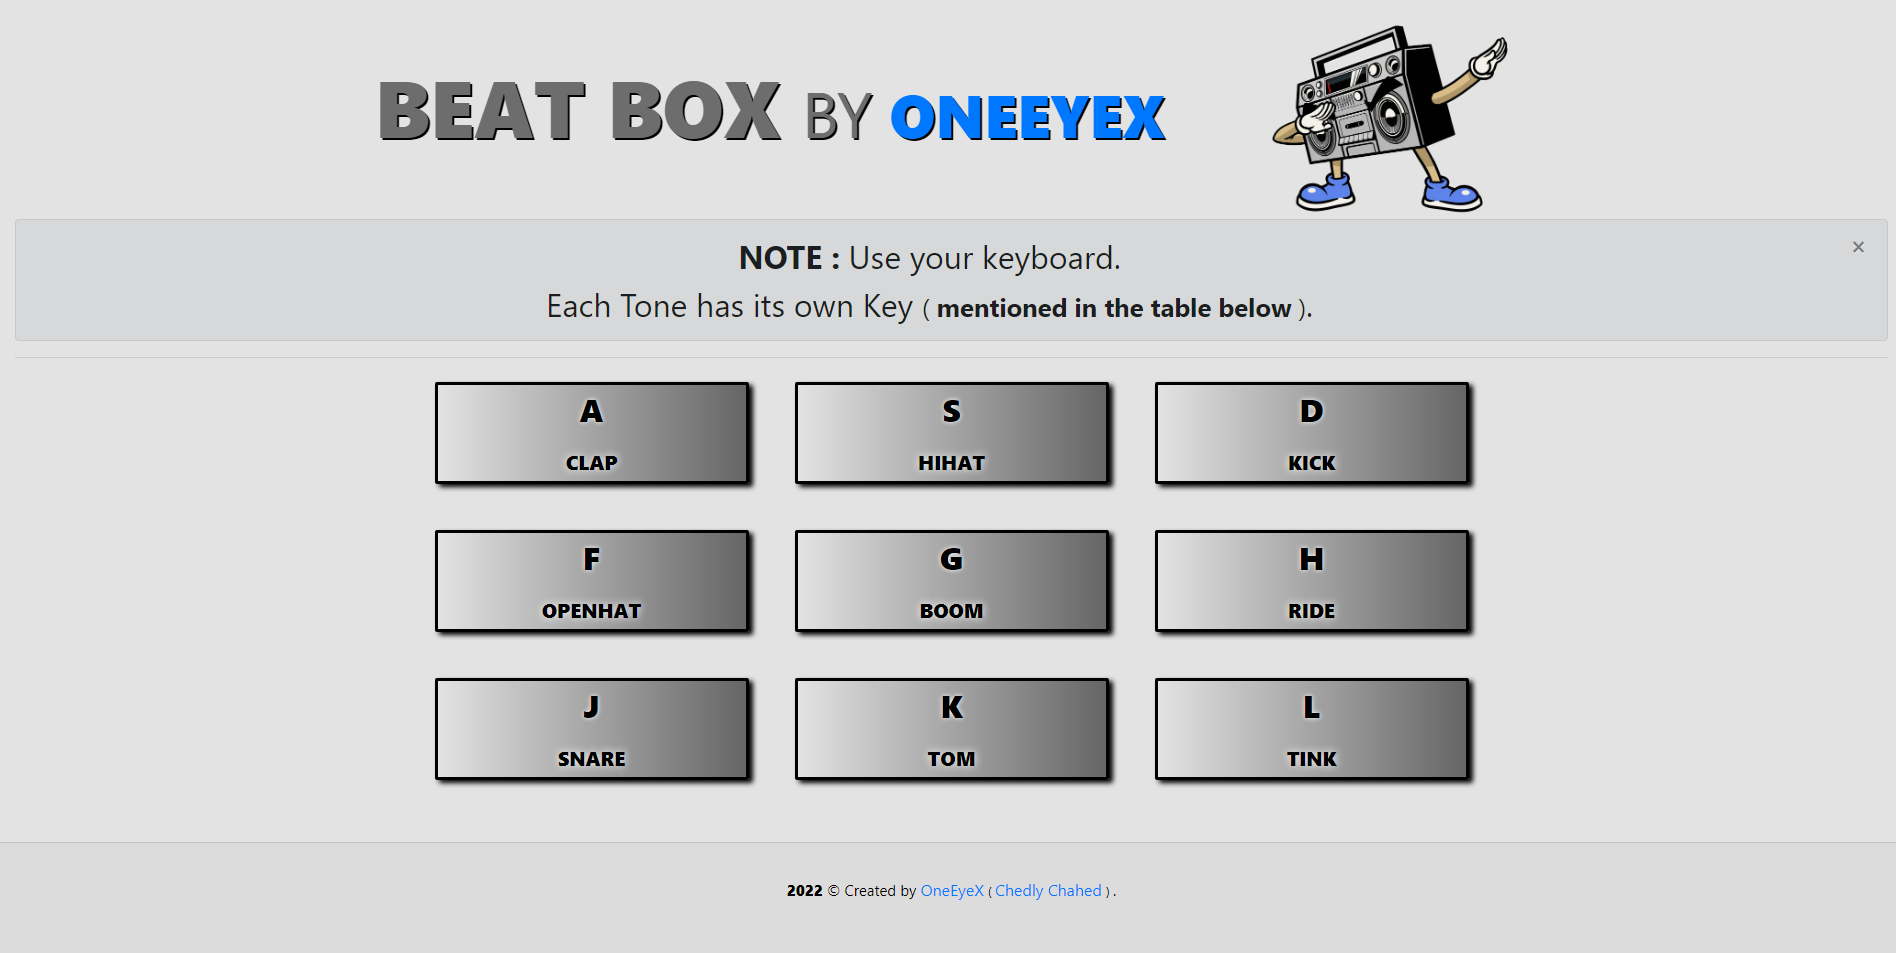 BEAT BOX BY ONEEYEX
NOTE : Use your keyboard.
×
Each Tone has its own Key ( mentioned in the table below ).
A
CLAP
S
HIHAT
D
KICK
F
OPENHAT
G
BOOM
H
RIDE
J
SNARE
K
TOM
L
TINK
2022 © Created by OneEyeX ( Chedly Chahed ) .